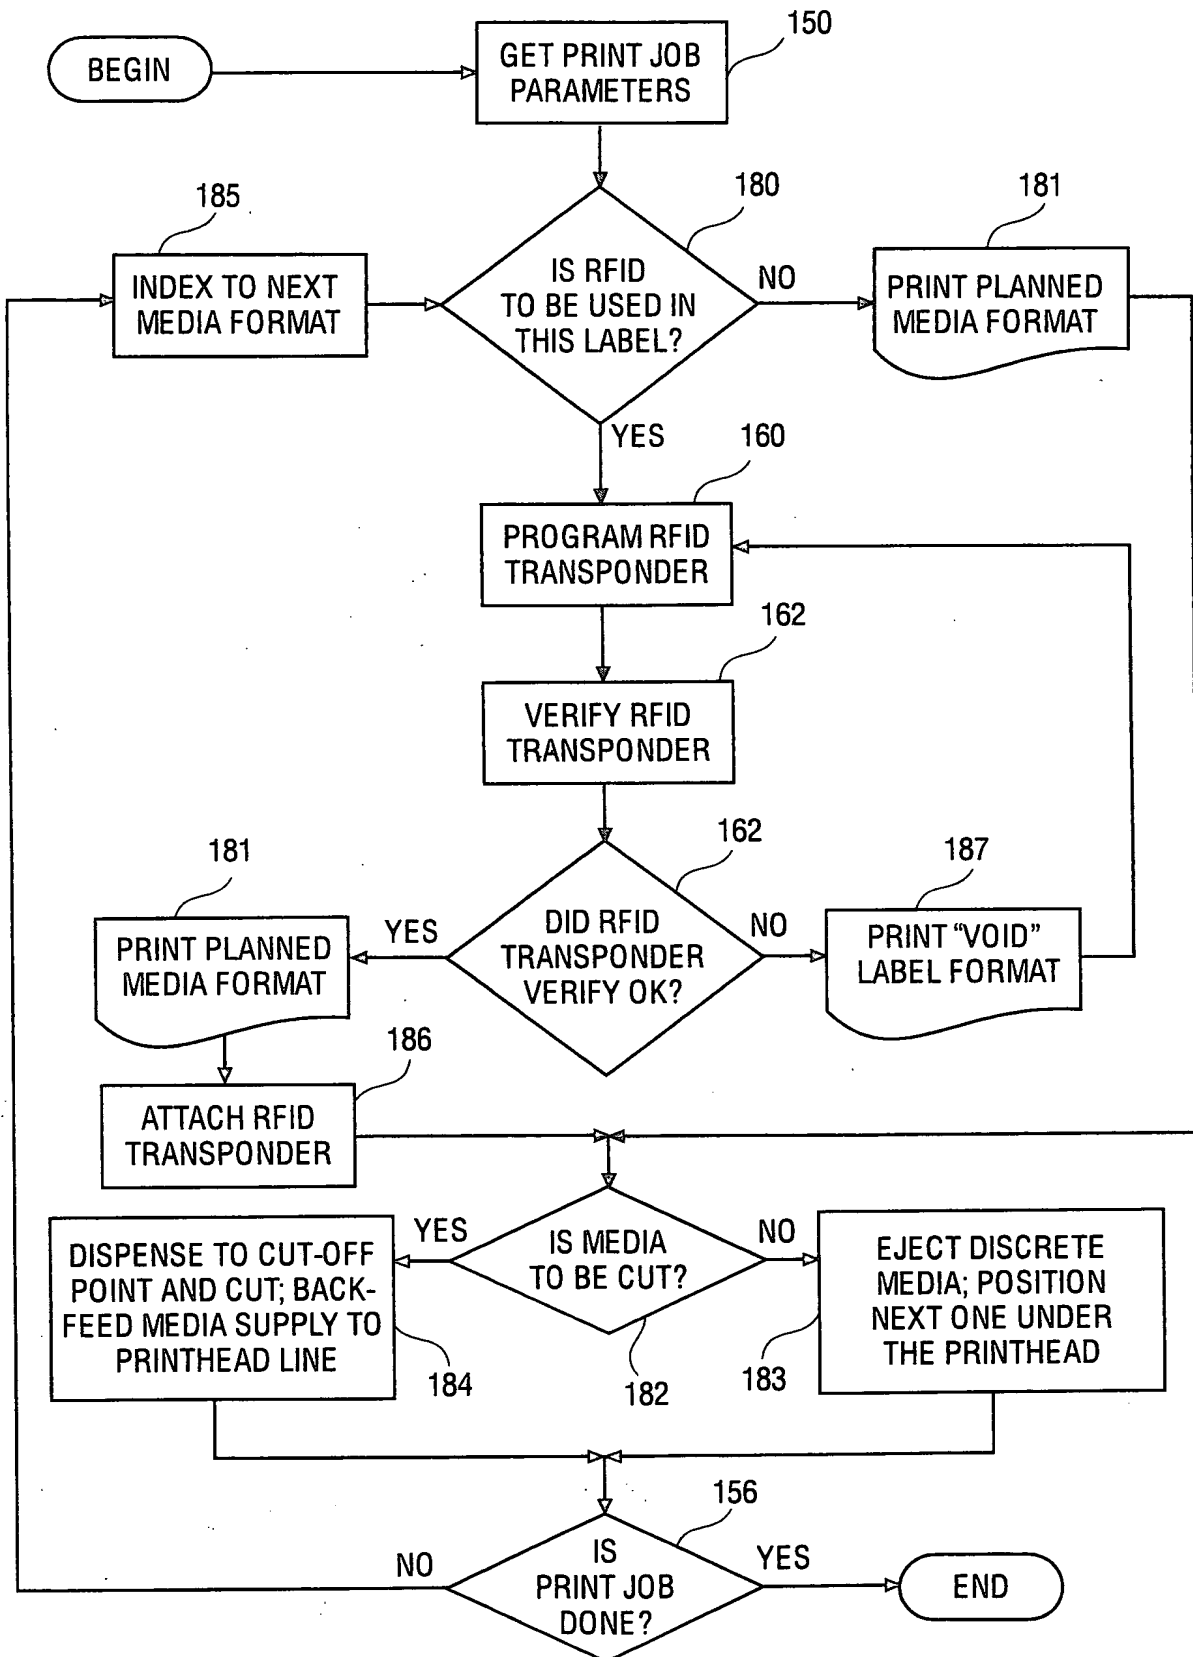 BEGIN
GET PRINT JOB
PARAMETERS
150
185
INDEX TO NEXT
MEDIA FORMAT
180
IS RFID
TO BE USED IN
THIS LABEL?
NO
181
PRINT PLANNED
MEDIA FORMAT
YES
160
PROGRAM RFID
TRANSPONDER
162
VERIFY RFID
TRANSPONDER
162
DID RFID
TRANSPONDER
VERIFY OK?
YES
NO
181
PRINT PLANNED
MEDIA FORMAT
187
PRINT “VOID”
LABEL FORMAT
186
ATTACH RFID
TRANSPONDER
IS MEDIA
TO BE CUT?
182
YES
NO
DISPENSE TO CUT-OFF
POINT AND CUT; BACK-
FEED MEDIA SUPPLY TO
PRINTHEAD LINE
184
EJECT DISCRETE
MEDIA; POSITION
NEXT ONE UNDER
THE PRINTHEAD
183
156
IS
PRINT JOB
DONE?
NO
YES
END